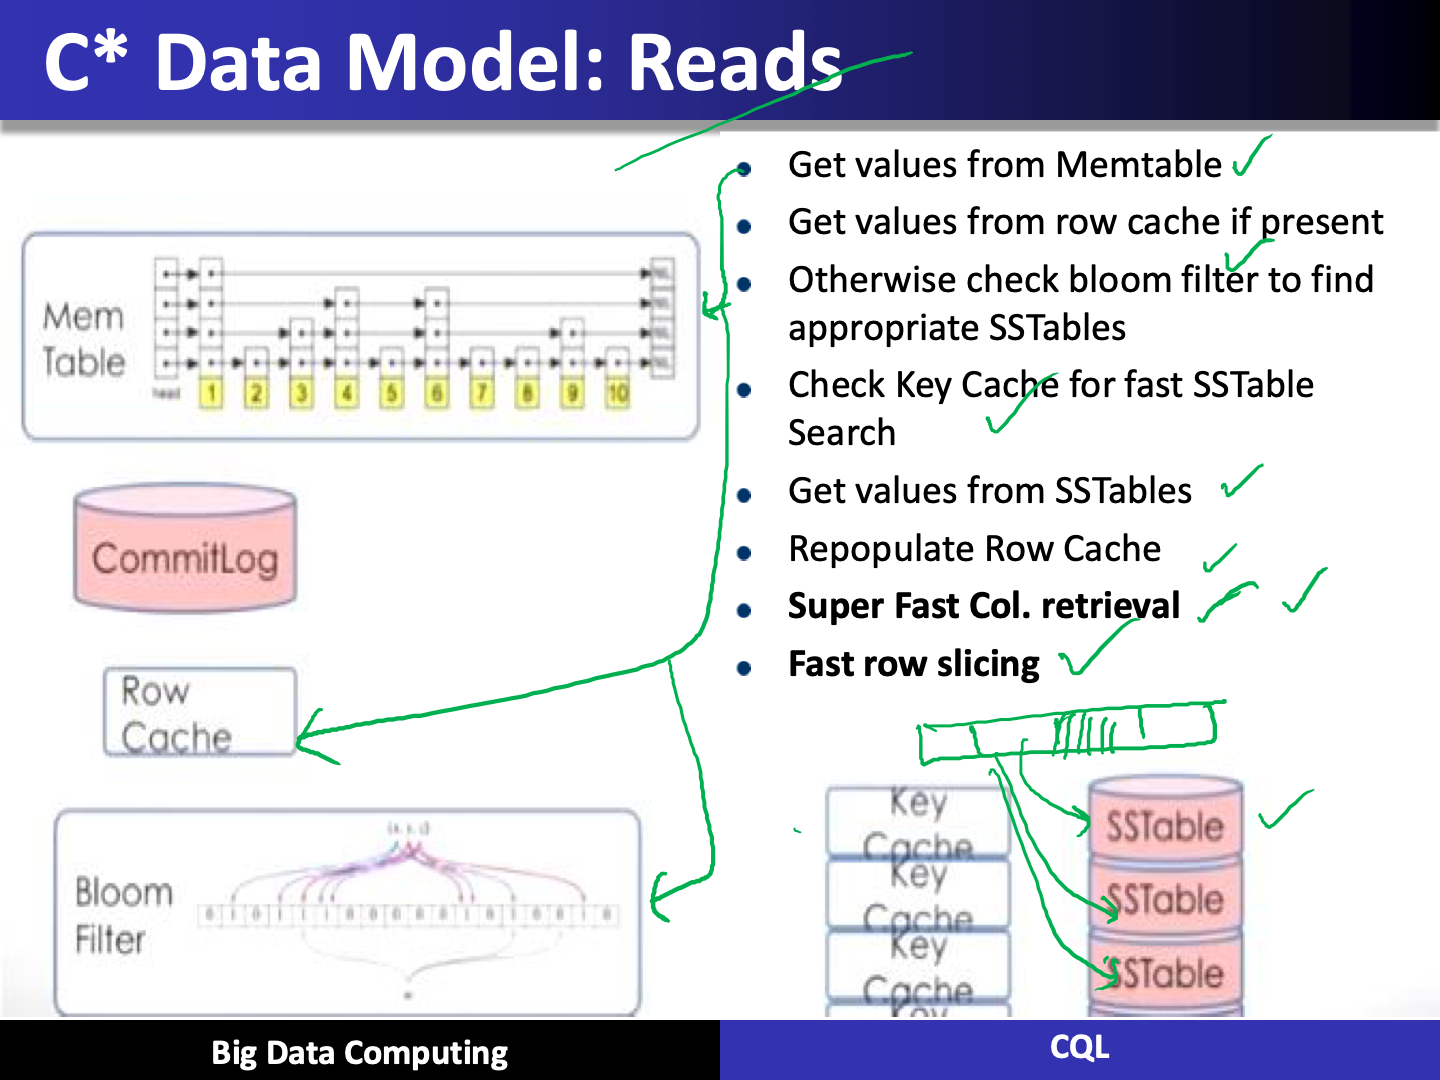 C* Data Model: Reads
Get values from Memtable
Get values from row cache if present
Otherwise check bloom filter to find
appropriate SSTables
Check Key Cache for fast SSTable
Search
Get values from SSTables
Repopulate Row Cache
Super Fast Col. retrieval
Fast row slicing
Mem
Table
head
1 2 3 4 5 6 7 8 9 10
CommitLog
Row
Cache
Bloom
Filter
Key
Cache
Key
Cache
Key
Cache
Key
SSTable
SSTable
SSTable
Big Data Computing
CQL